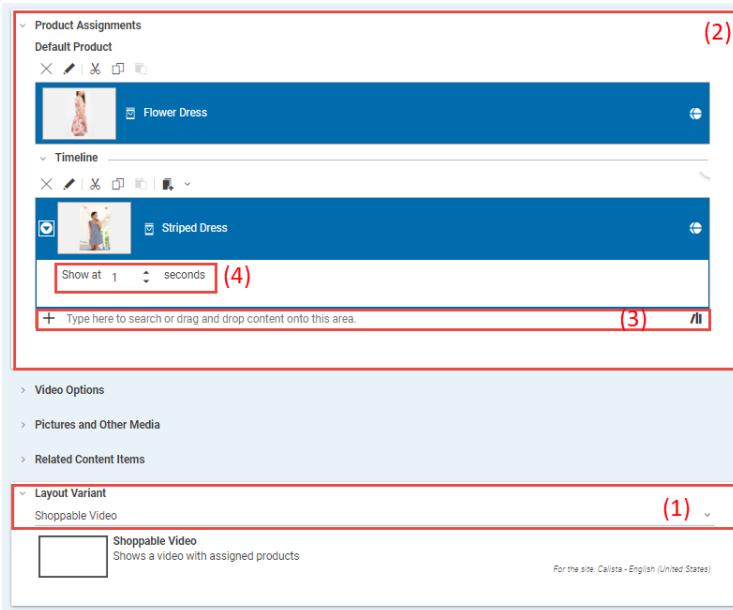 Product Assignments
(2)
Default Product
Flower Dress
Timeline
Striped Dress
Show at 1 seconds (4)
Type here to search or drag and drop content onto this area. (3)
Video Options
Pictures and Other Media
Related Content Items
Layout Variant
Shoppable Video (1)
Shoppable Video
Shows a video with assigned products
For the site: Calista - English (United States)